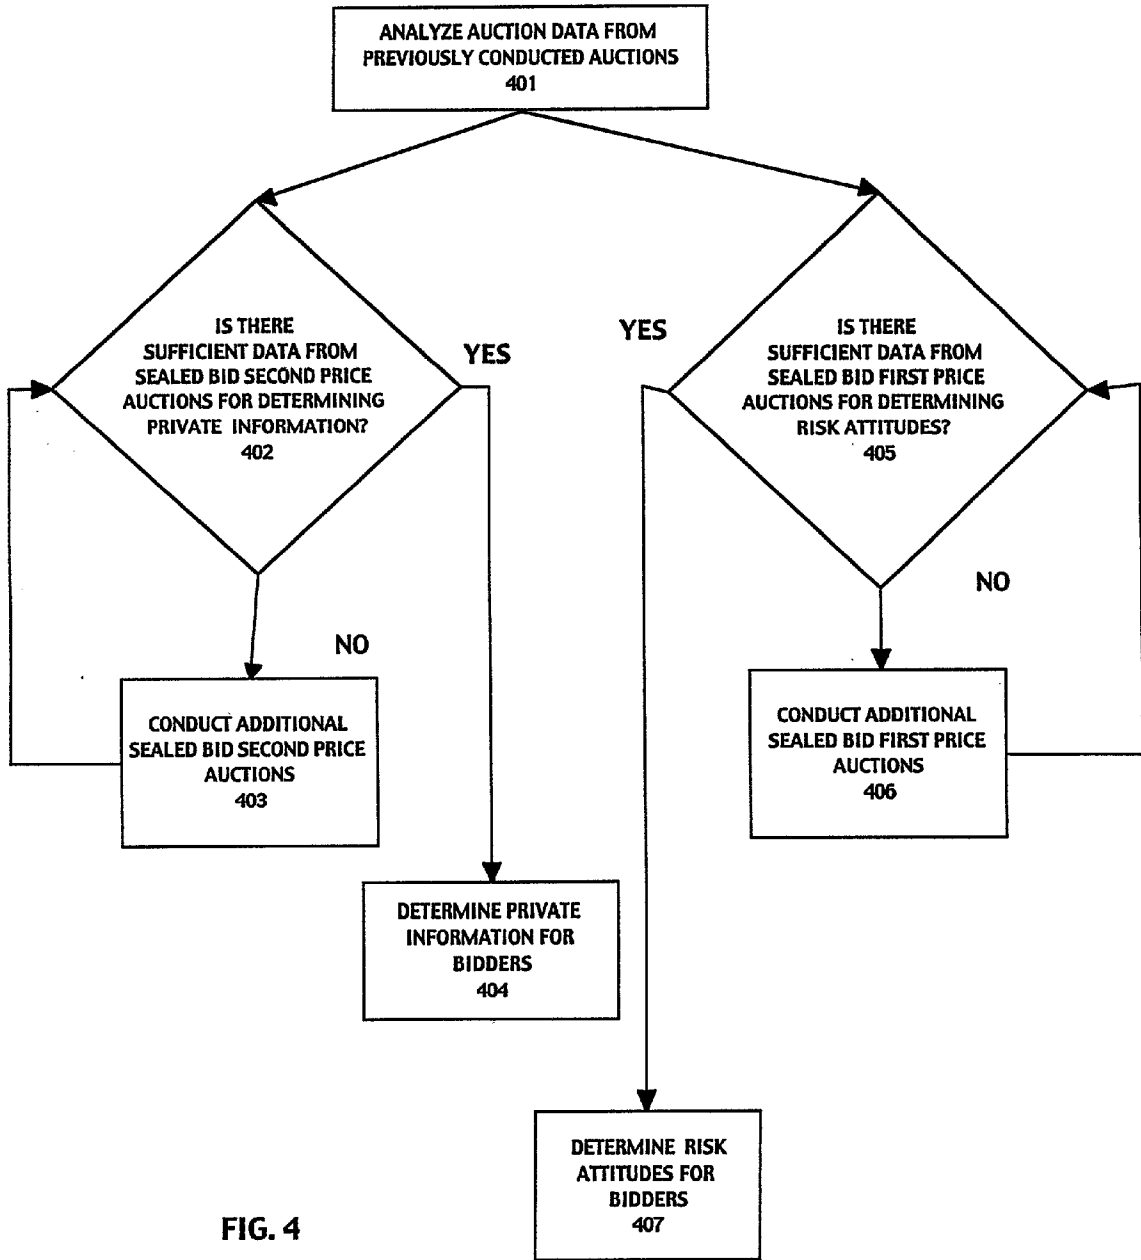 ANALYZE AUCTION DATA FROM
PREVIOUSLY CONDUCTED AUCTIONS
401
IS THERE
SUFFICIENT DATA FROM
SEALED BID SECOND PRICE
AUCTIONS FOR DETERMINING
PRIVATE INFORMATION?
402
YES
NO
CONDUCT ADDITIONAL
SEALED BID SECOND PRICE
AUCTIONS
403
DETERMINE PRIVATE
INFORMATION FOR
BIDDERS
404
YES
IS THERE
SUFFICIENT DATA FROM
SEALED BID FIRST PRICE
AUCTIONS FOR DETERMINING
RISK ATTITUDES?
405
NO
CONDUCT ADDITIONAL
SEALED BID FIRST PRICE
AUCTIONS
406
DETERMINE RISK
ATTITUDES FOR
BIDDERS
407
FIG. 4